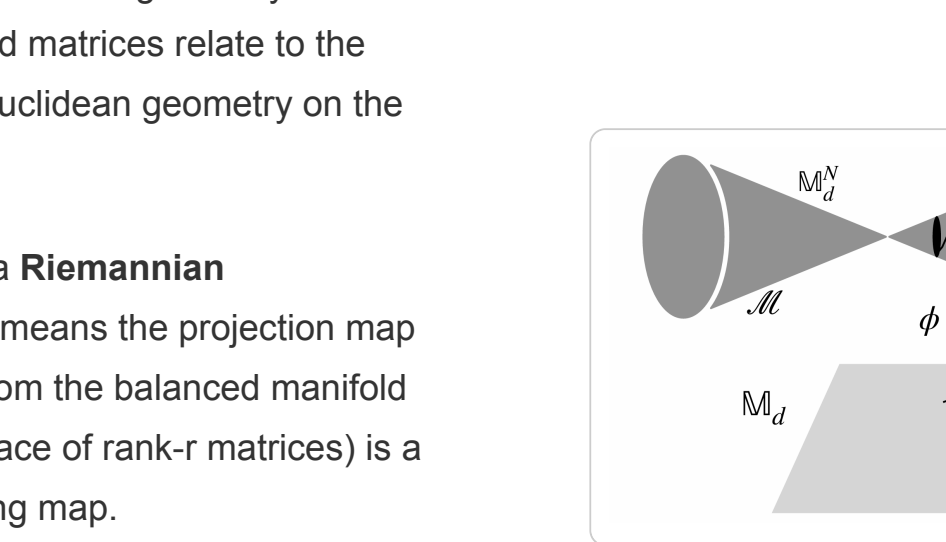 d matrices relate to the
uclidean geometry on the
a Riemannian
means the projection map
om the balanced manifold
ace of rank-r matrices) is a
ng map.
𝕄_d^N
ℳ
ϕ
𝕄_d